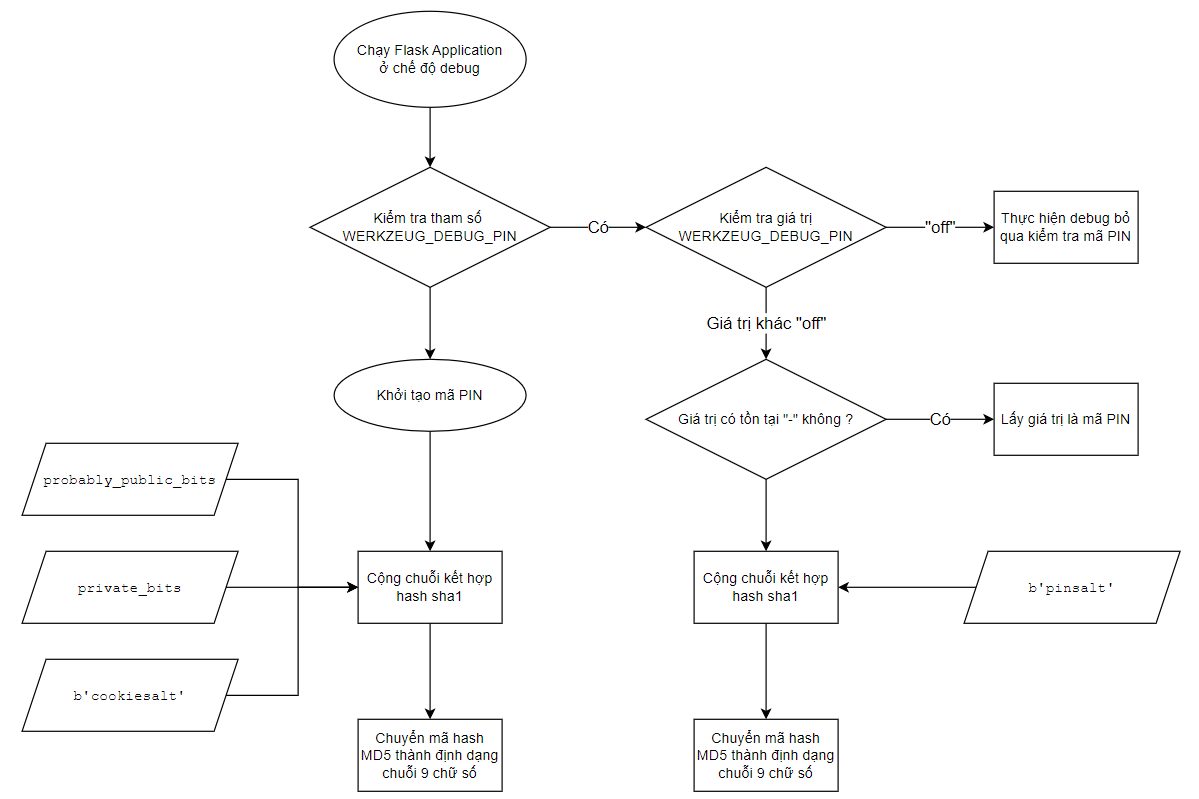 Chạy Flask Application
ở chế độ debug
Kiểm tra tham số
WERKZEUG_DEBUG_PIN
Có
Kiểm tra giá trị
WERKZEUG_DEBUG_PIN
"off"
Thực hiện debug bỏ
qua kiểm tra mã PIN
Giá trị khác "off"
Khởi tạo mã PIN
Giá trị có tồn tại "-" không ?
Có
Lấy giá trị là mã PIN
probably_public_bits
private_bits
b'cookiesalt'
Cộng chuỗi kết hợp
hash sha1
Cộng chuỗi kết hợp
hash sha1
b'pinsalt'
Chuyển mã hash
MD5 thành định dạng
chuỗi 9 chữ số
Chuyển mã hash
MD5 thành định dạng
chuỗi 9 chữ số